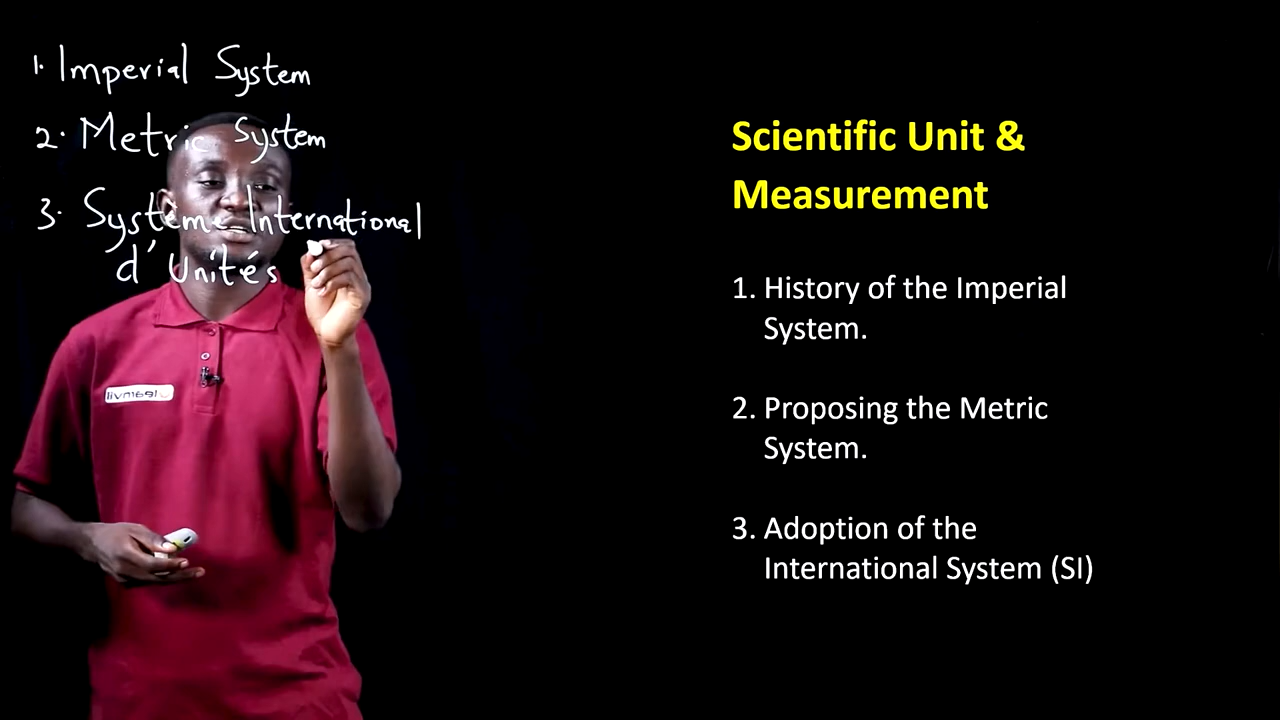 1. Imperial System
2. Metric System
3. Système International
d'Unités
Scientific Unit &
Measurement
1. History of the Imperial
System.
2. Proposing the Metric
System.
3. Adoption of the
International System (SI)